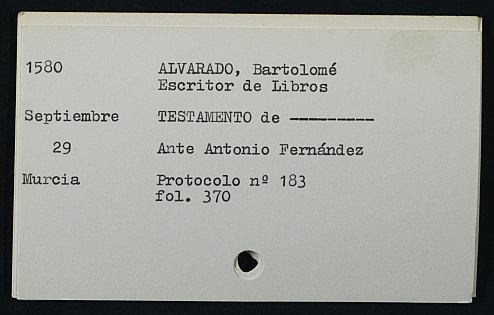 1580 ALVARADO, Bartolomé
Escritor de Libros
Septiembre TESTAMENTO de ---------
29 Ante Antonio Fernández
Murcia Protocolo nº 183
fol. 370